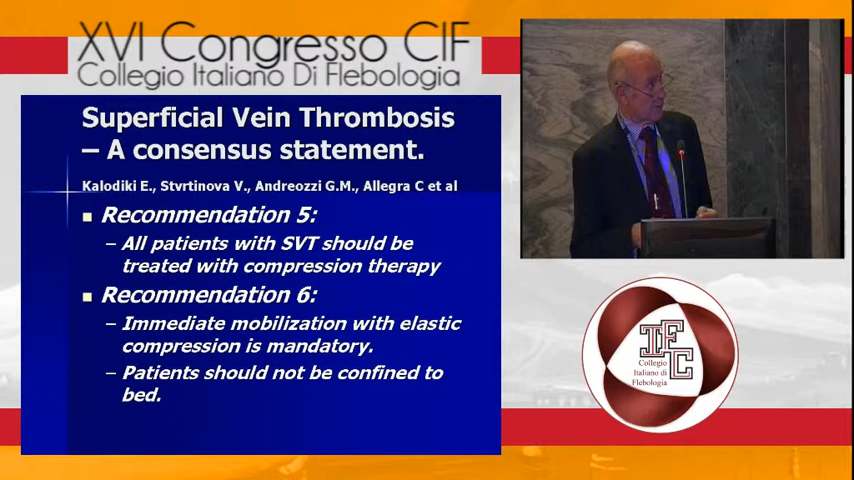 XVI Congresso CIF
Collegio Italiano Di Flebologia
Superficial Vein Thrombosis
– A consensus statement.
Kalodiki E., Stvrtinova V., Andreozzi G.M., Allegra C et al
Recommendation 5:
– All patients with SVT should be
treated with compression therapy
Recommendation 6:
– Immediate mobilization with elastic
compression is mandatory.
– Patients should not be confined to
bed.
IFC
Collegio
Italiano di
Flebologia